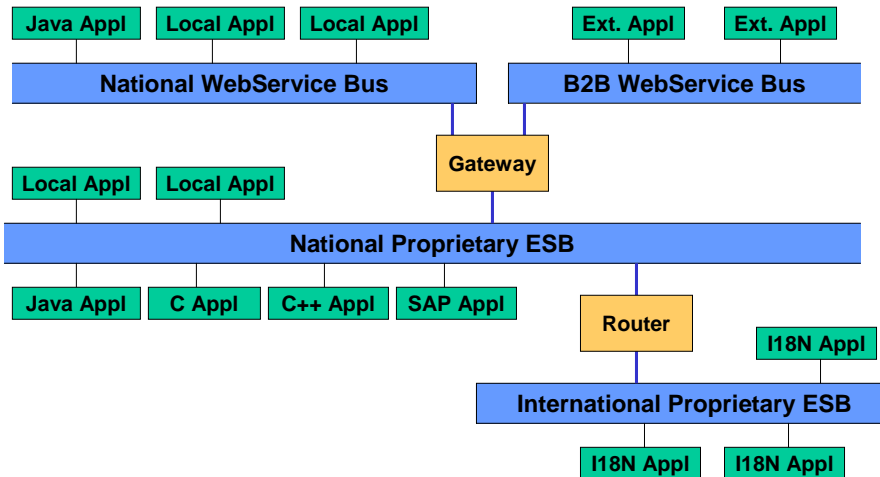 Java Appl
Local Appl
Local Appl
Ext. Appl
Ext. Appl
National WebService Bus
B2B WebService Bus
Gateway
Local Appl
Local Appl
National Proprietary ESB
Java Appl
C Appl
C++ Appl
SAP Appl
Router
I18N Appl
International Proprietary ESB
I18N Appl
I18N Appl